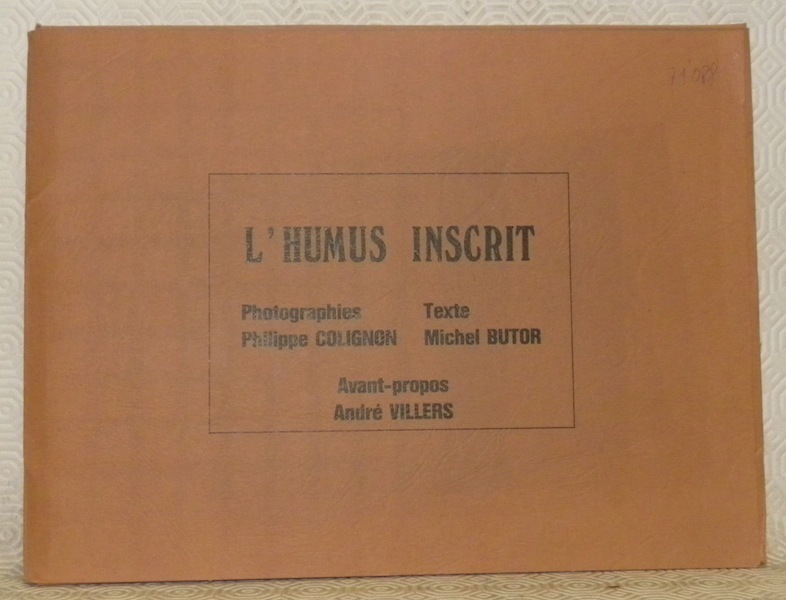 L'HUMUS INSCRIT
Photographies Texte
Philippe COLIGNON Michel BUTOR
Avant-propos
André VILLERS